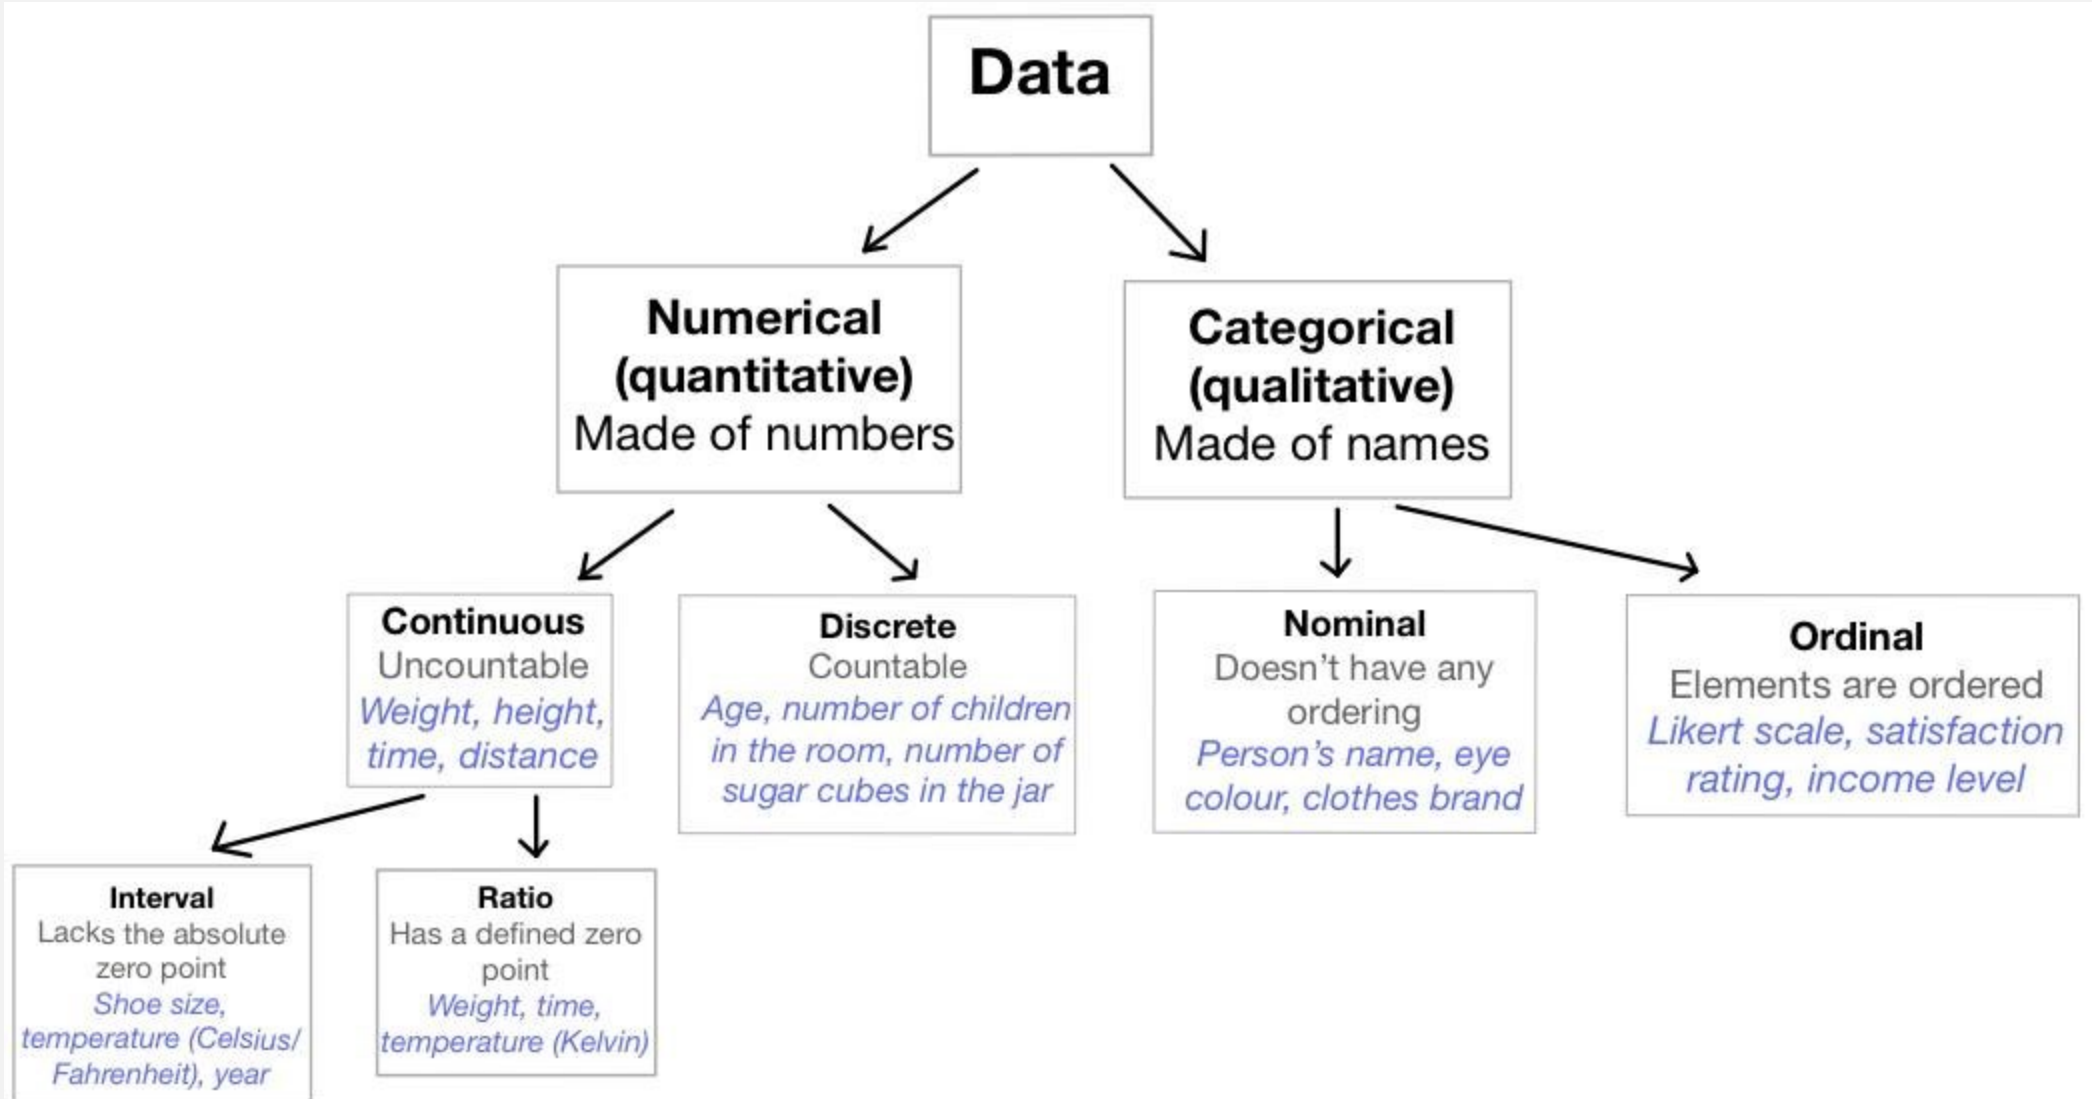 Data
Numerical
(quantitative)
Made of numbers
Categorical
(qualitative)
Made of names
Continuous
Uncountable
Weight, height,
time, distance
Discrete
Countable
Age, number of children
in the room, number of
sugar cubes in the jar
Nominal
Doesn't have any
ordering
Person's name, eye
colour, clothes brand
Ordinal
Elements are ordered
Likert scale, satisfaction
rating, income level
Interval
Lacks the absolute
zero point
Shoe size,
temperature (Celsius/
Fahrenheit), year
Ratio
Has a defined zero
point
Weight, time,
temperature (Kelvin)